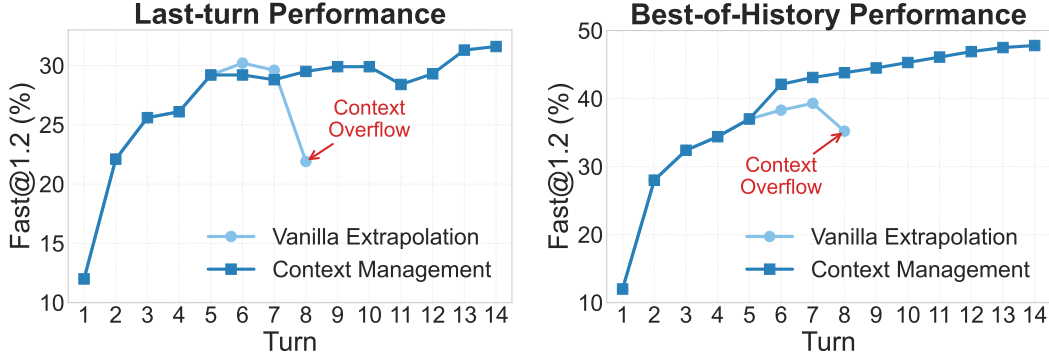 Last-turn Performance
Fast@1.2 (%)
30
25
20
15
10
Context
Overflow
Vanilla Extrapolation
Context Management
1 2 3 4 5 6 7 8 9 10 11 12 13 14
Turn
Best-of-History Performance
Fast@1.2 (%)
50
40
30
20
10
Context
Overflow
Vanilla Extrapolation
Context Management
1 2 3 4 5 6 7 8 9 10 11 12 13 14
Turn